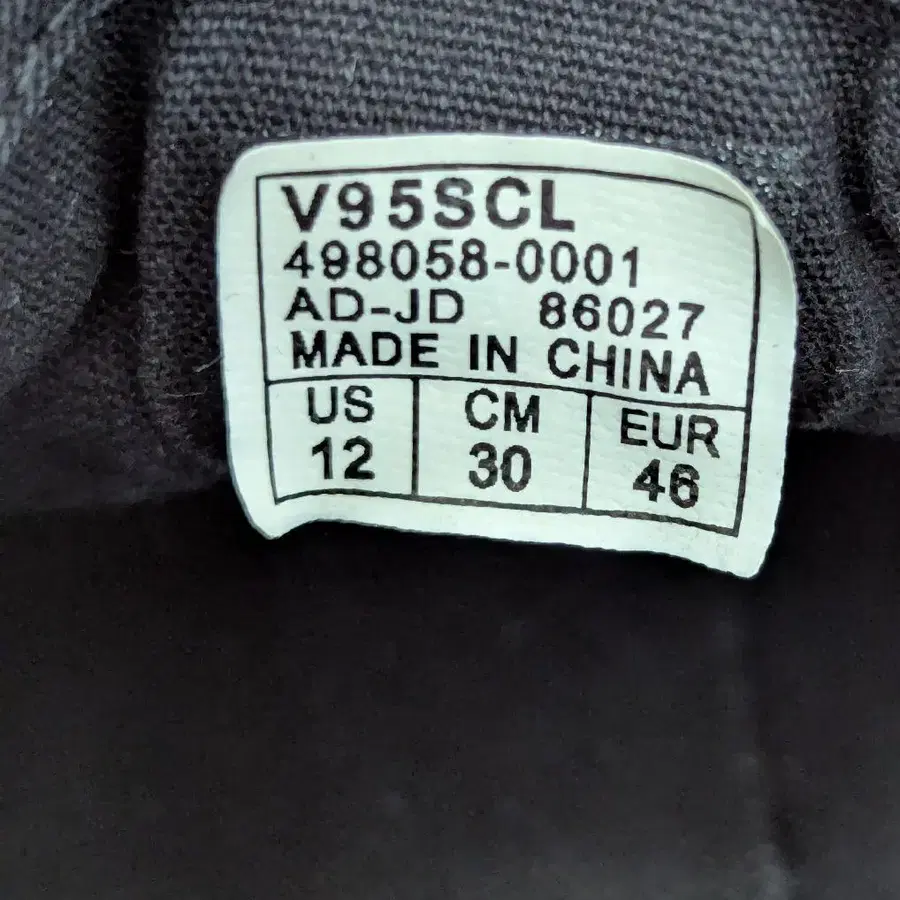 V95SCL
498058-0001
AD-JD 86027
MADE IN CHINA
US CM EUR
12 30 46